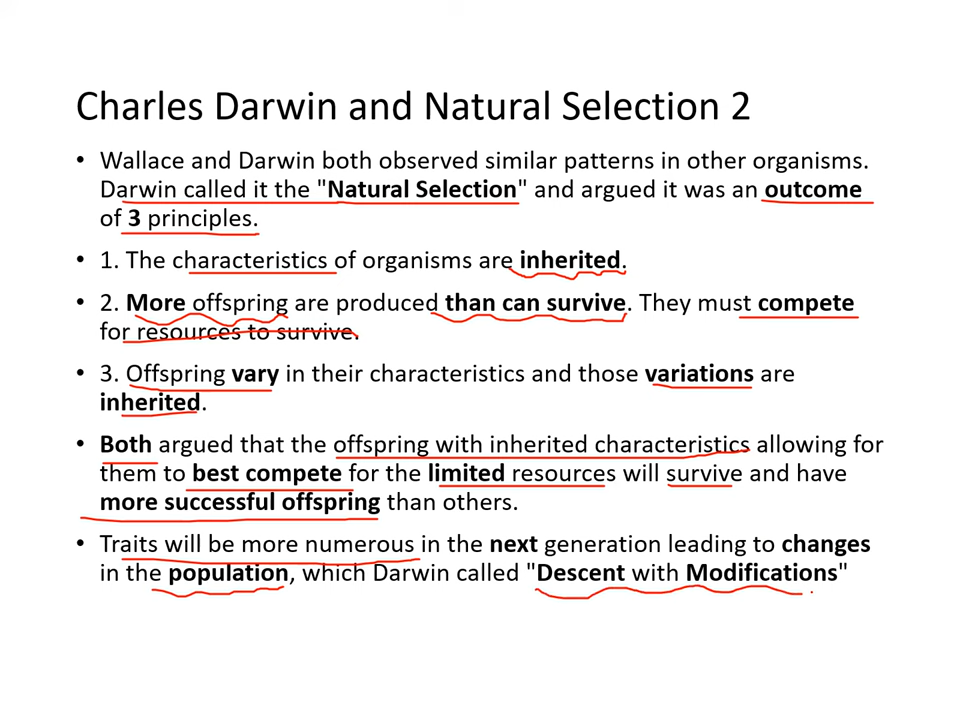 Charles Darwin and Natural Selection 2
• Wallace and Darwin both observed similar patterns in other organisms.
Darwin called it the "Natural Selection" and argued it was an outcome
of 3 principles.
• 1. The characteristics of organisms are inherited.
• 2. More offspring are produced than can survive. They must compete
for resources to survive.
• 3. Offspring vary in their characteristics and those variations are
inherited.
• Both argued that the offspring with inherited characteristics allowing for
them to best compete for the limited resources will survive and have
more successful offspring than others.
• Traits will be more numerous in the next generation leading to changes
in the population, which Darwin called "Descent with Modifications"